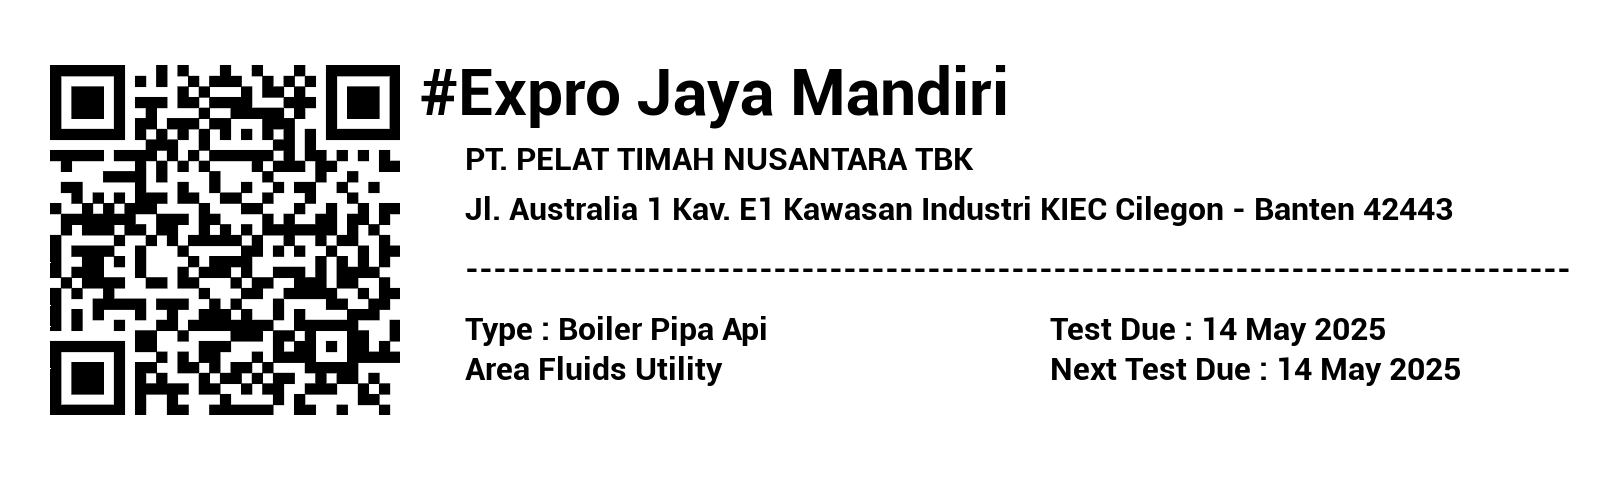 #Expro Jaya Mandiri
PT. PELAT TIMAH NUSANTARA TBK
Jl. Australia 1 Kav. E1 Kawasan Industri KIEC Cilegon - Banten 42443
-------------------------------------------------------------------------------
Type : Boiler Pipa Api
Area Fluids Utility
Test Due : 14 May 2025
Next Test Due : 14 May 2025